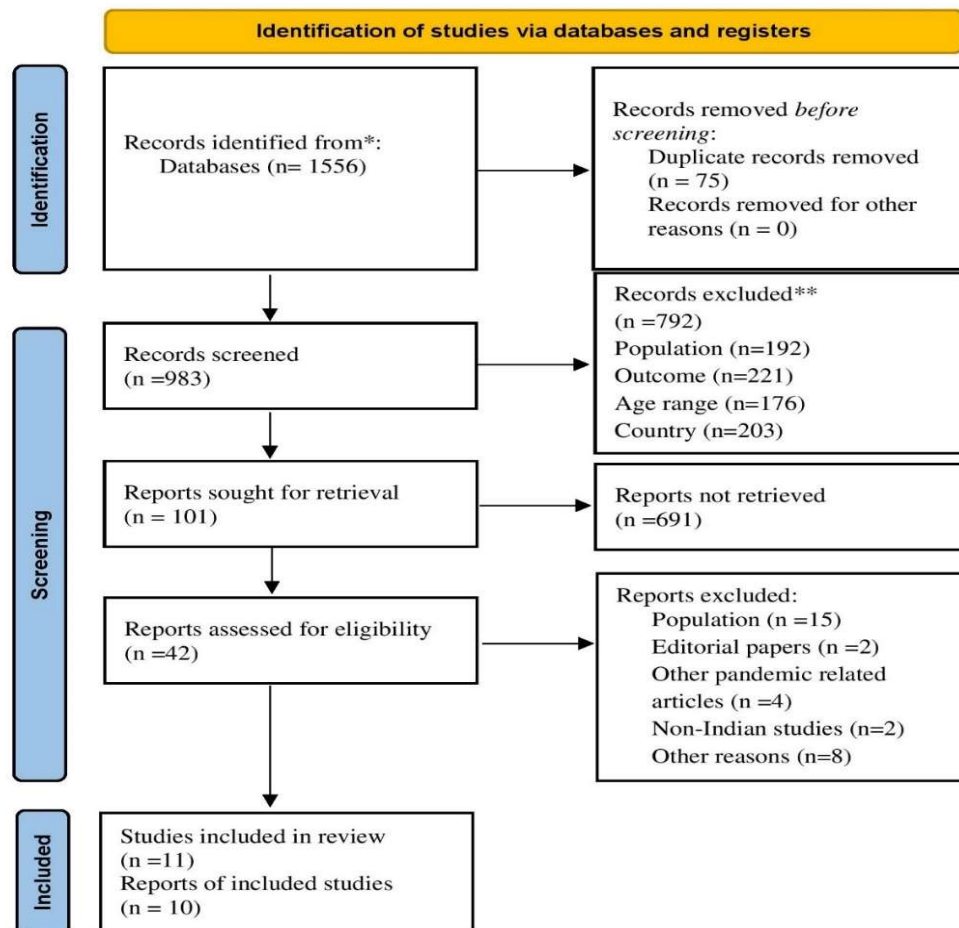 Identification of studies via databases and registers
Identification
Records identified from*:
Databases (n= 1556)
Records removed before
screening:
Duplicate records removed
(n = 75)
Records removed for other
reasons (n = 0)
Screening
Records screened
(n =983)
Records excluded**
(n =792)
Population (n=192)
Outcome (n=221)
Age range (n=176)
Country (n=203)
Reports sought for retrieval
(n = 101)
Reports not retrieved
(n =691)
Reports assessed for eligibility
(n =42)
Reports excluded:
Population (n =15)
Editorial papers (n =2)
Other pandemic related
articles (n =4)
Non-Indian studies (n=2)
Other reasons (n=8)
Included
Studies included in review
(n =11)
Reports of included studies
(n = 10)